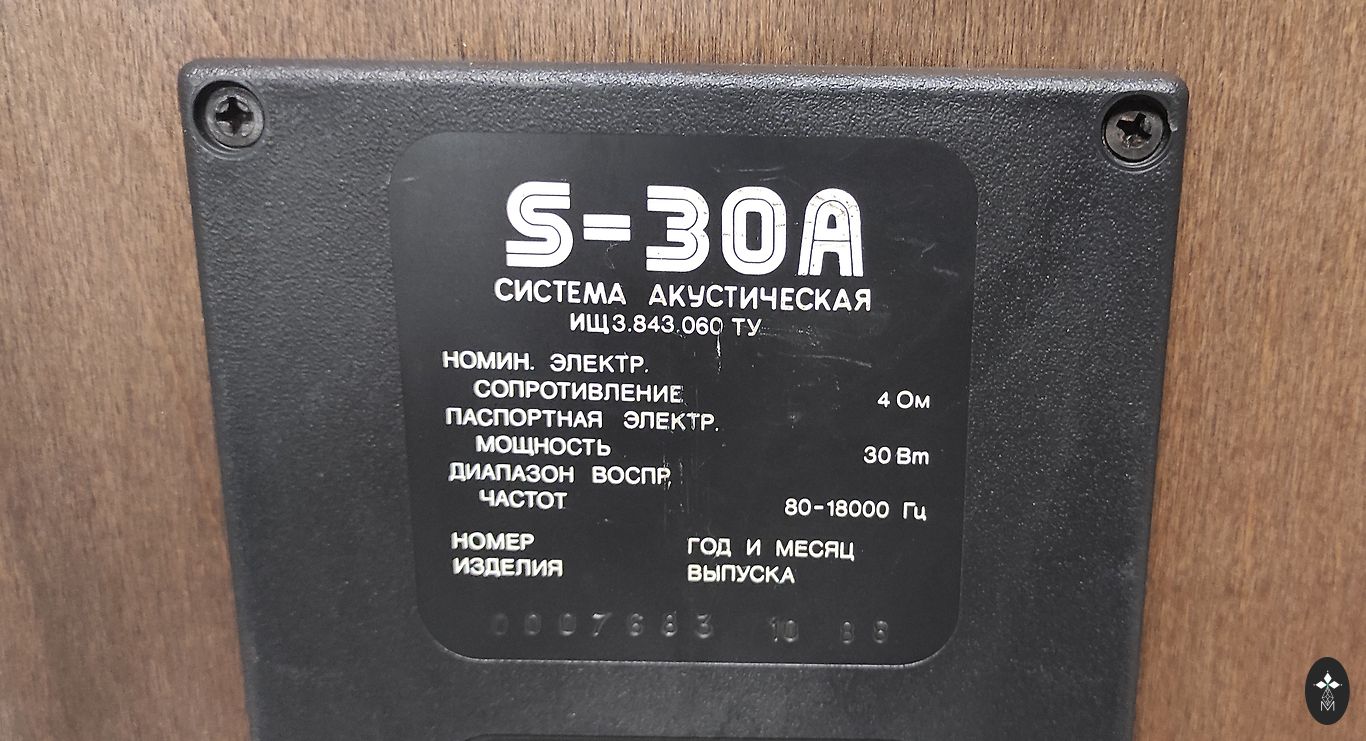 S-30A
СИСТЕМА АКУСТИЧЕСКАЯ
ИЩ3.843.060 ТУ
НОМИН. ЭЛЕКТР.
СОПРОТИВЛЕНИЕ 4 Ом
ПАСПОРТНАЯ ЭЛЕКТР.
МОЩНОСТЬ 30 Вт
ДИАПАЗОН ВОСПР.
ЧАСТОТ 80-18000 Гц
НОМЕР ГОД И МЕСЯЦ
ИЗДЕЛИЯ ВЫПУСКА
0007683 10 86
M